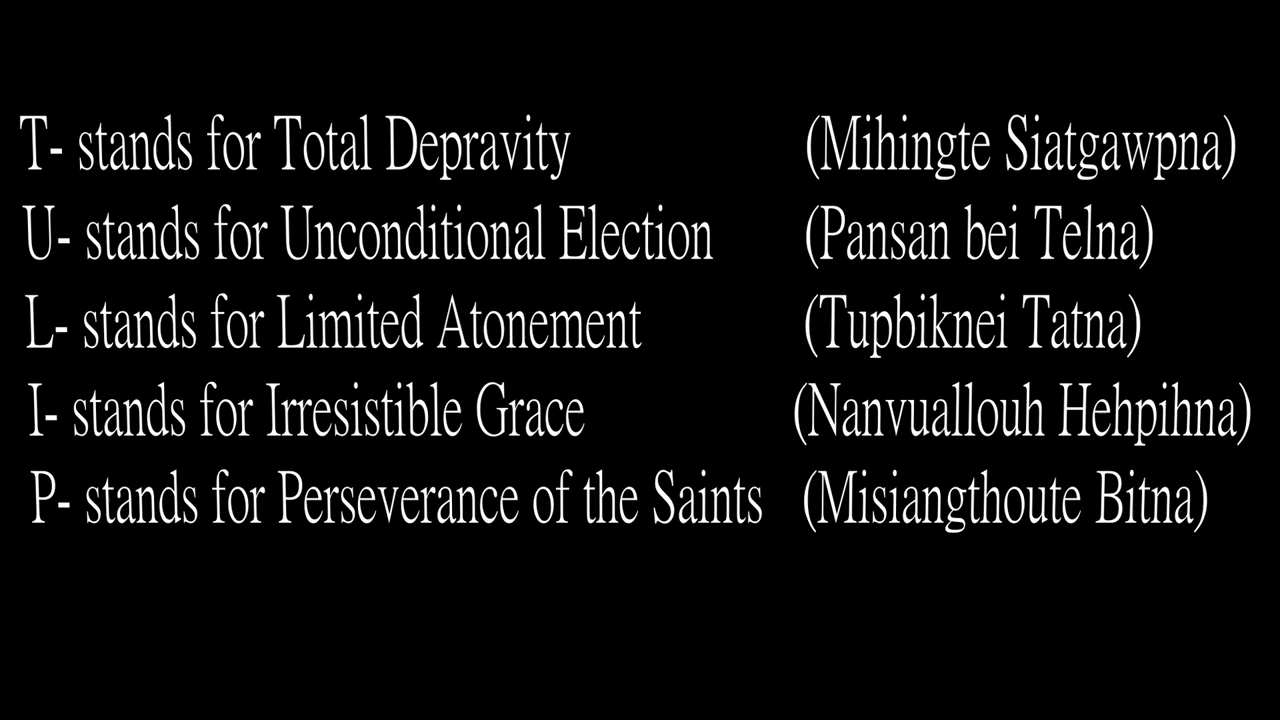 T- stands for Total Depravity (Mihingte Siatgawpna)
U- stands for Unconditional Election (Pansan bei Telna)
L- stands for Limited Atonement (Tupbiknei Tatna)
I- stands for Irresistible Grace (Nanvuallouh Hehpihna)
P- stands for Perseverance of the Saints (Misiangthoute Bitna)